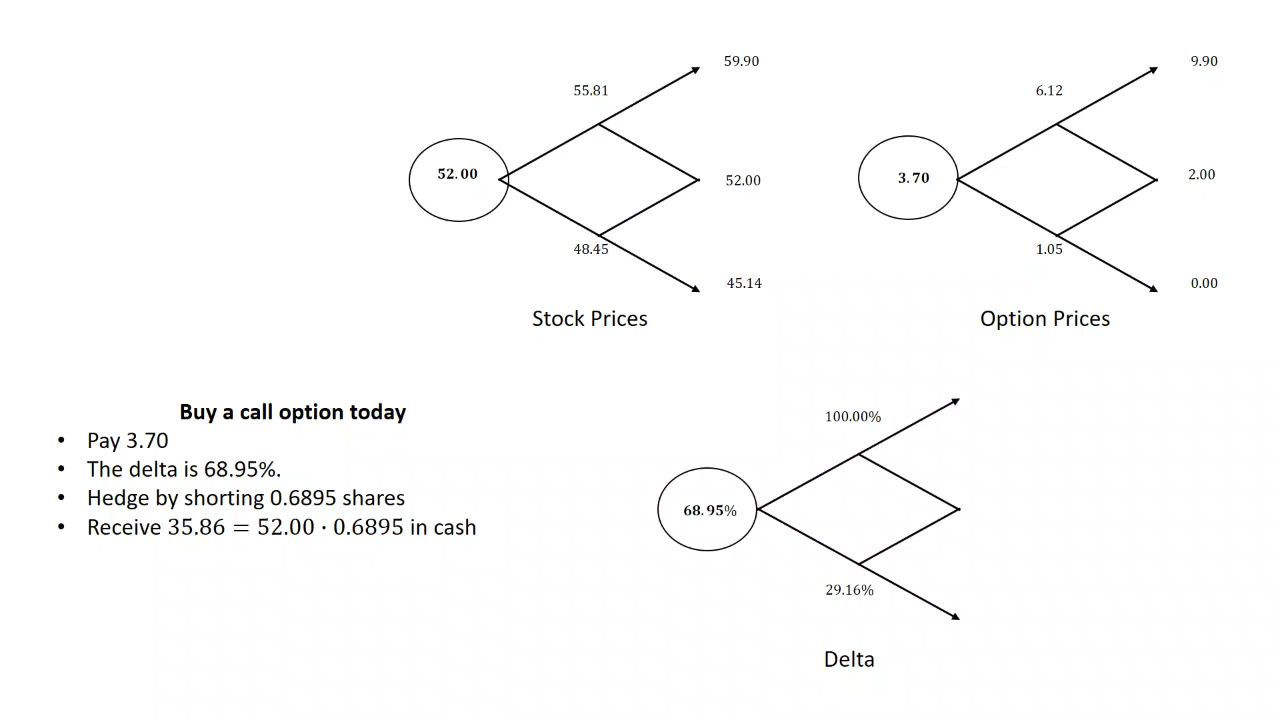 59.90
55.81
52.00
52.00
48.45
45.14
Stock Prices
9.90
6.12
3.70
2.00
1.05
0.00
Option Prices
Buy a call option today
• Pay 3.70
• The delta is 68.95%.
• Hedge by shorting 0.6895 shares
• Receive 35.86 = 52.00 · 0.6895 in cash
100.00%
68.95%
29.16%
Delta